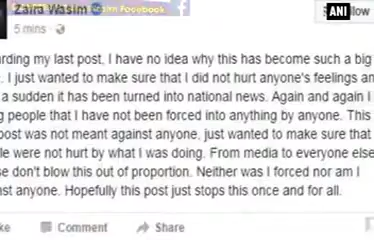 Zaira Wasim
Facebook
ANI
5 mins
rding my last post, I have no idea why this has become such a big
. I just wanted to make sure that I did not hurt anyone's feelings an
a sudden it has been turned into national news. Again and again I
g people that I have not been forced into anything by anyone. This
post was not meant against anyone, just wanted to make sure that
le were not hurt by what I was doing. From media to everyone else
se don't blow this out of proportion. Neither was I forced nor am I
nst anyone. Hopefully this post just stops this once and for all.
ke Comment Share